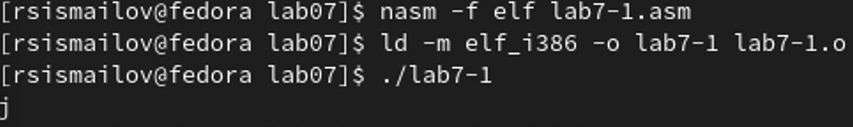 [rsismailov@fedora lab07]$ nasm -f elf lab7-1.asm
[rsismailov@fedora lab07]$ ld -m elf_i386 -o lab7-1 lab7-1.o
[rsismailov@fedora lab07]$ ./lab7-1
j